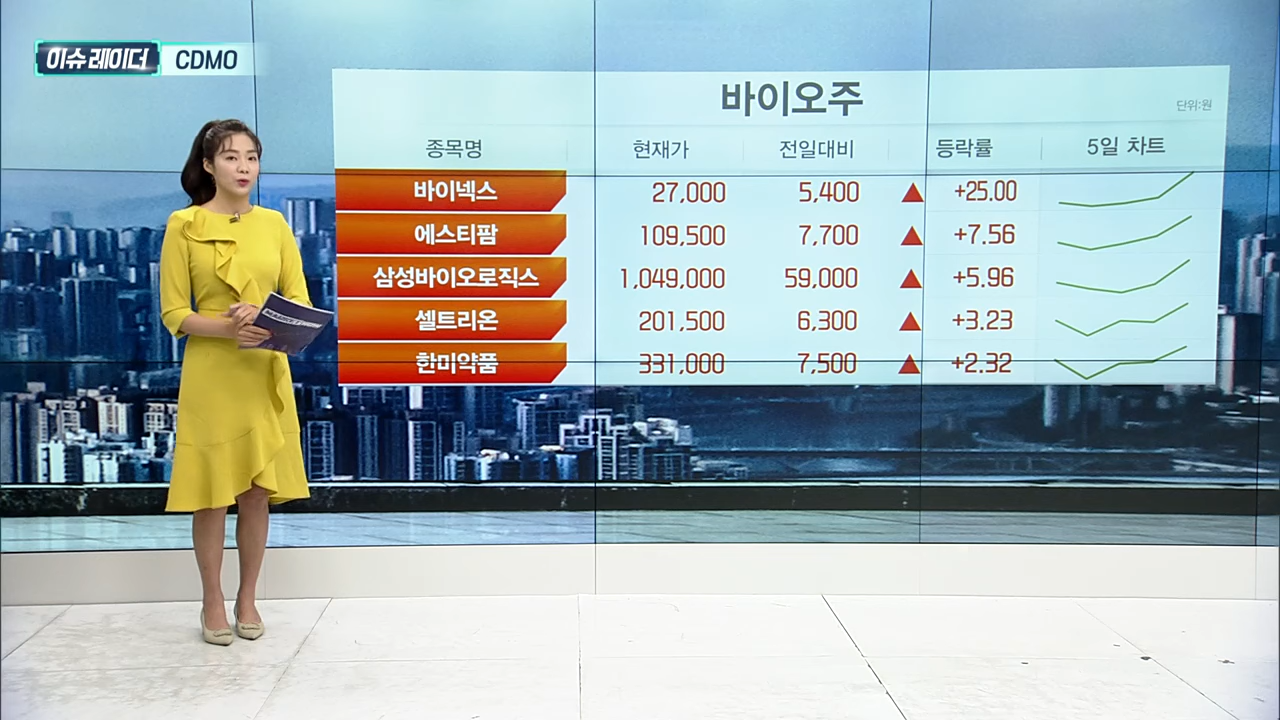 이슈레이더 CDMO
바이오주
단위:원
종목명 현재가 전일대비 등락률 5일 차트
바이넥스 27,000 5,400 ▲ +25.00
에스티팜 109,500 7,700 ▲ +7.56
삼성바이오로직스 1,049,000 59,000 ▲ +5.96
셀트리온 201,500 6,300 ▲ +3.23
한미약품 331,000 7,500 ▲ +2.32